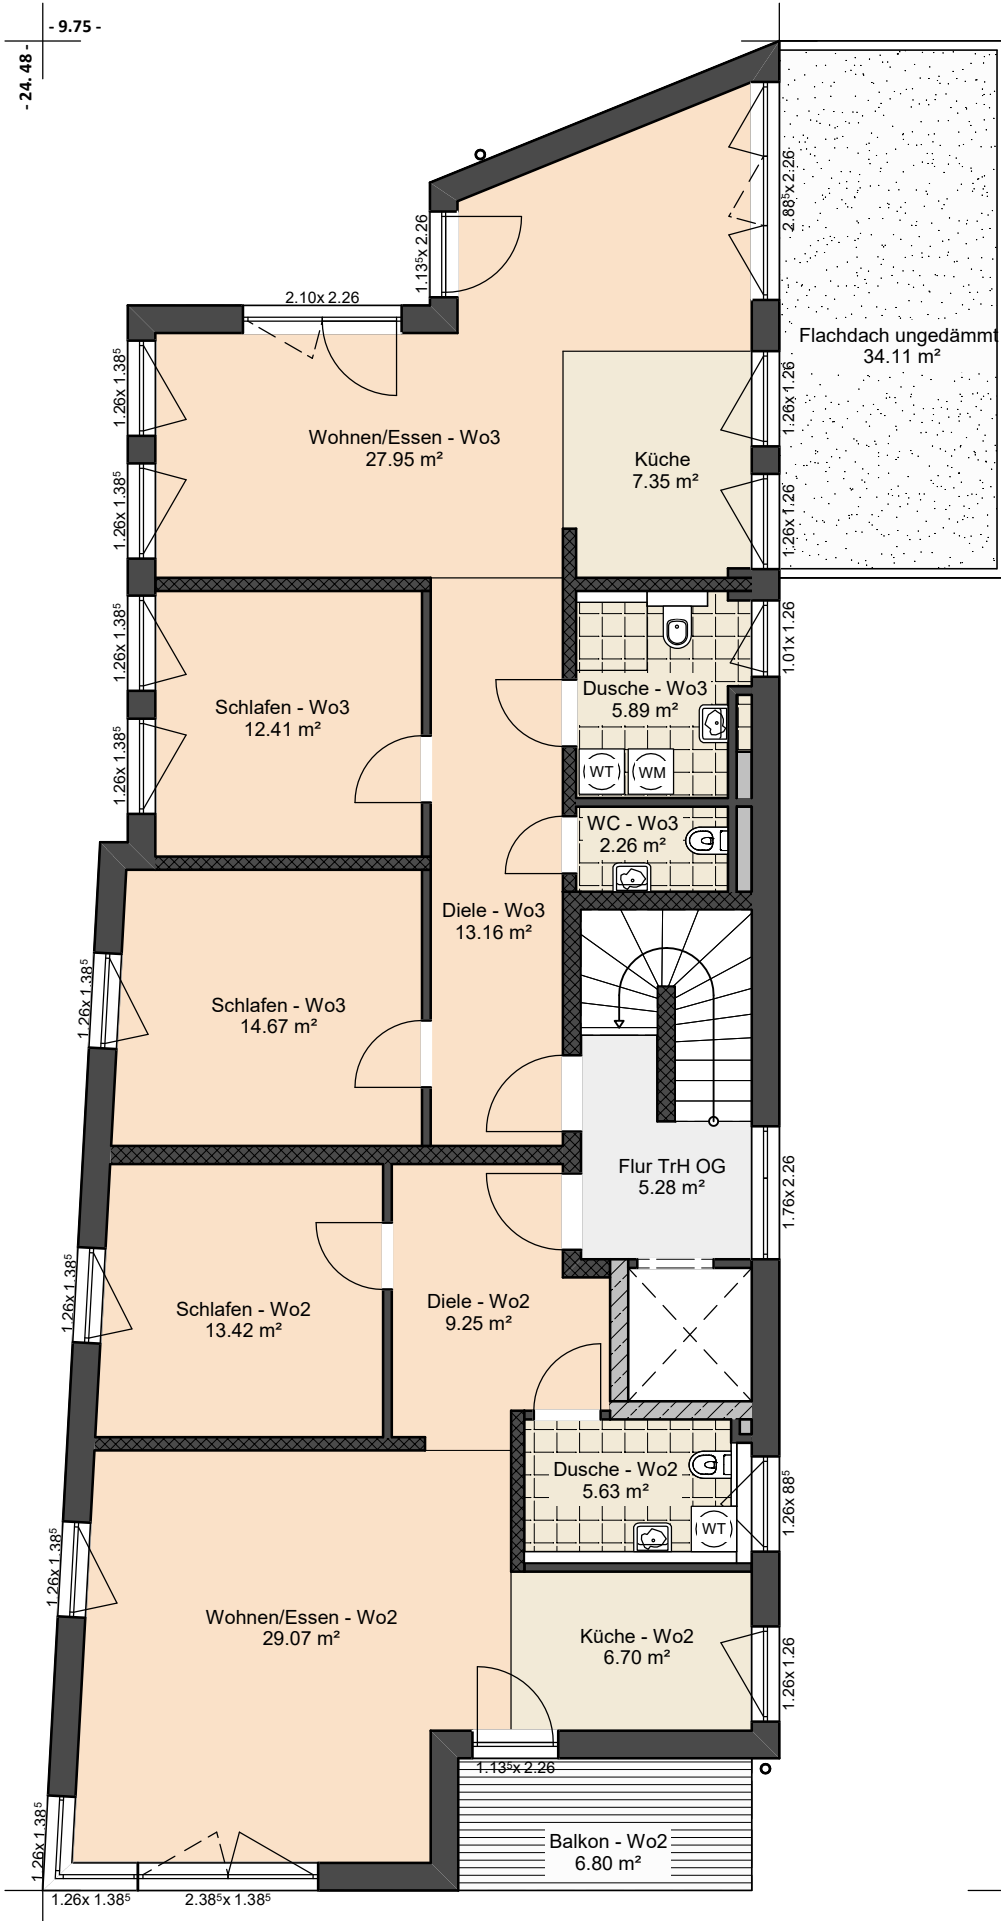 - 9.75 -
- 24.48 -
2.88⁵x 2.26
1.13⁵x 2.26
2.10x 2.26
Flachdach ungedämmt
34.11 m²
1.26x 1.38⁵
1.26x 1.26
Wohnen/Essen - Wo3
27.95 m²
Küche
7.35 m²
1.26x 1.38⁵
1.26x 1.26
1.26x 1.38⁵
1.01x 1.26
Schlafen - Wo3
12.41 m²
Dusche - Wo3
5.89 m²
1.26x 1.38⁵
WT
WM
WC - Wo3
2.26 m²
Diele - Wo3
13.16 m²
1.26x 1.38⁵
Schlafen - Wo3
14.67 m²
Flur TrH OG
5.28 m²
1.76x 2.26
1.26x 1.38⁵
Schlafen - Wo2
13.42 m²
Diele - Wo2
9.25 m²
Dusche - Wo2
5.63 m²
1.26x 88⁵
WT
1.26x 1.38⁵
Wohnen/Essen - Wo2
29.07 m²
Küche - Wo2
6.70 m²
1.26x 1.26
1.13⁵x 2.26
1.26x 1.38⁵
Balkon - Wo2
6.80 m²
1.26x 1.38⁵
2.38⁵x 1.38⁵